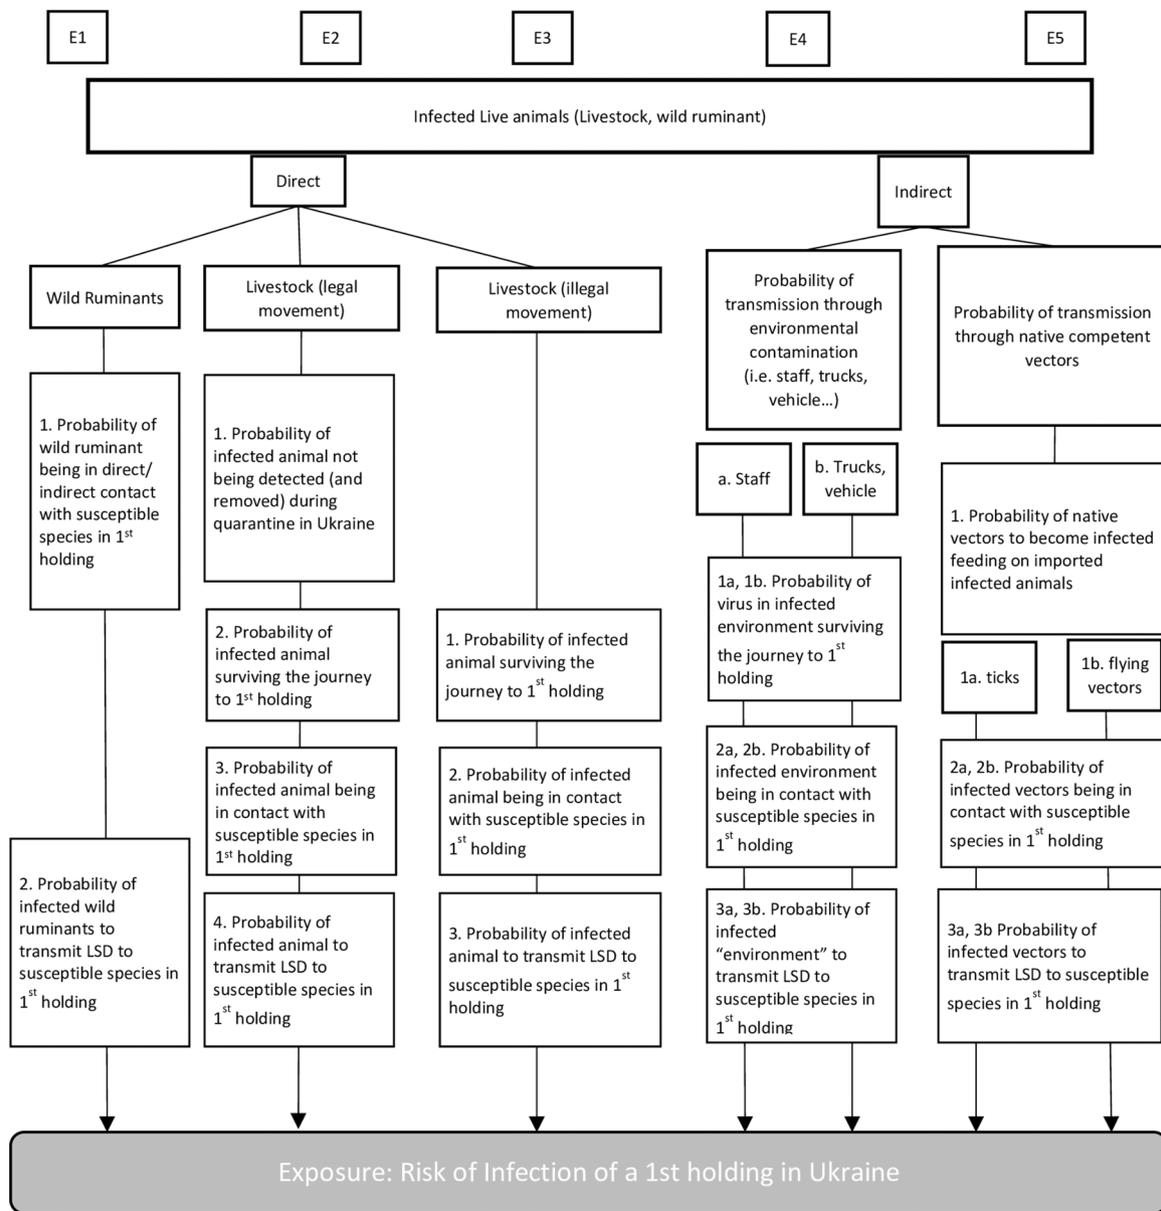 E1
E2
E3
E4
E5
Infected Live animals (Livestock, wild ruminant)
Direct
Indirect
Wild Ruminants
Livestock (legal
movement)
Livestock (illegal
movement)
Probability of
transmission through
environmental
contamination
(i.e. staff, trucks,
vehicle...)
Probability of transmission
through native competent
vectors
1. Probability of
wild ruminant
being in direct/
indirect contact
with susceptible
species in 1st
holding
2. Probability of
infected wild
ruminants to
transmit LSD to
susceptible species in
1st holding
1. Probability of
infected animal not
being detected (and
removed) during
quarantine in Ukraine
2. Probability of
infected animal
surviving the journey
to 1st holding
3. Probability of
infected animal being
in contact with
susceptible species in
1st holding
4. Probability of
infected animal to
transmit LSD to
susceptible species in
1st holding
1. Probability of infected
animal surviving the
journey to 1st holding
2. Probability of infected
animal being in contact
with susceptible species in
1st holding
3. Probability of infected
animal to transmit LSD to
susceptible species in 1st
holding
a. Staff
b. Trucks,
vehicle
1a, 1b. Probability of
virus in infected
environment surviving
the journey to 1st
holding
2a, 2b. Probability of
infected environment
being in contact with
susceptible species in
1st holding
3a, 3b. Probability of
infected
“environment” to
transmit LSD to
susceptible species in
1st holding
1. Probability of native
vectors to become infected
feeding on imported
infected animals
1a. ticks
1b. flying
vectors
2a, 2b. Probability of
infected vectors being in
contact with susceptible
species in 1st holding
3a, 3b Probability of
infected vectors to
transmit LSD to susceptible
species in 1st holding
Exposure: Risk of Infection of a 1st holding in Ukraine